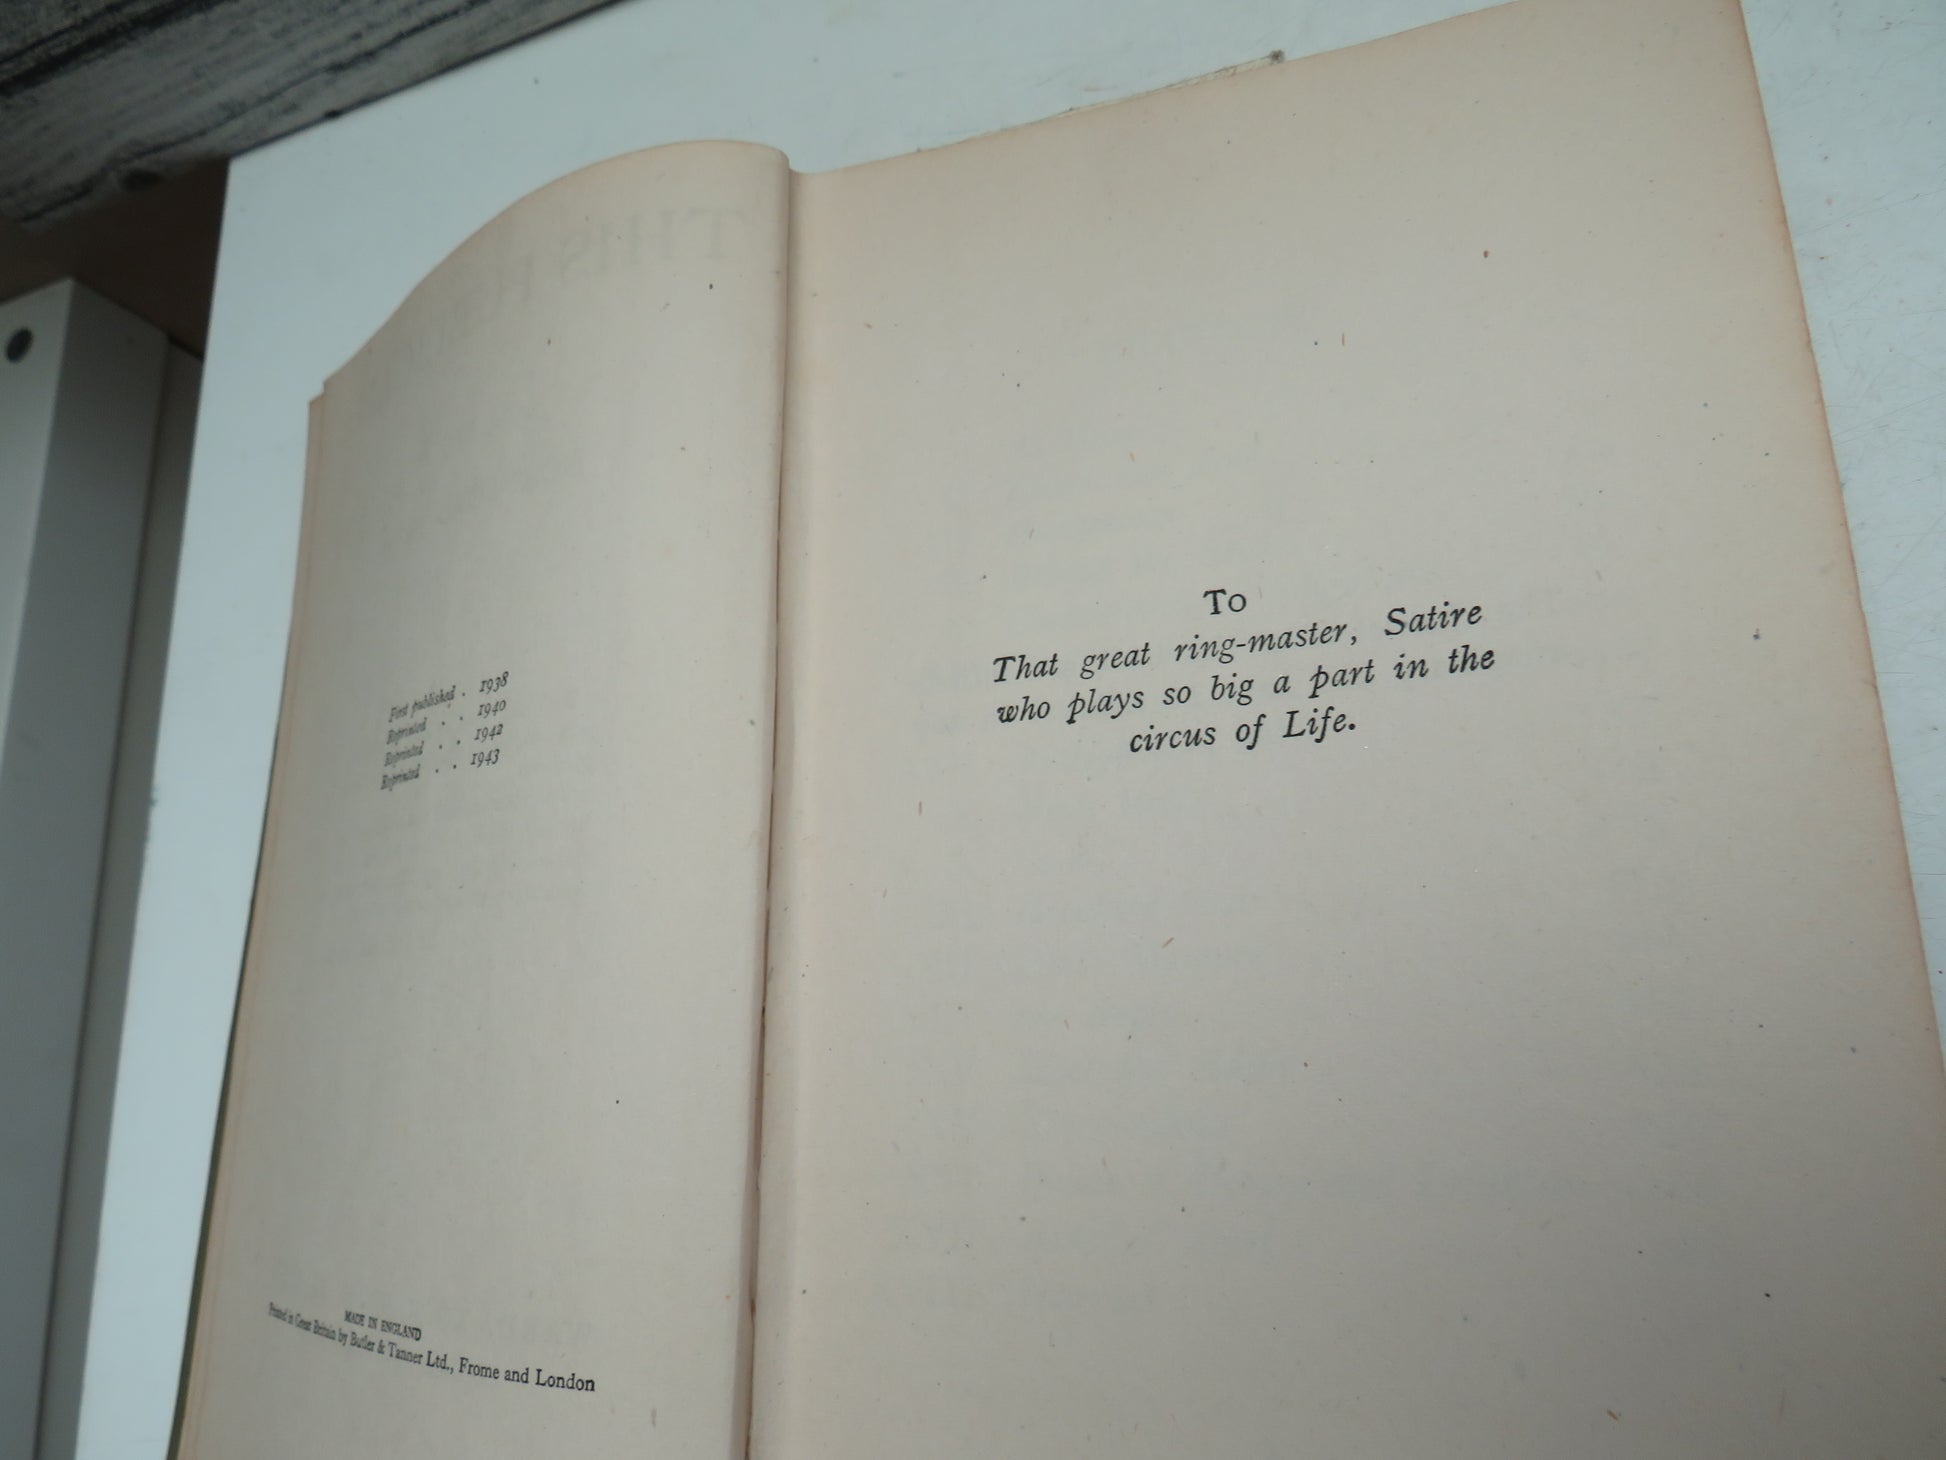 First published . 1938
Reprinted . . 1940
Reprinted . . 1942
Reprinted . . 1943
MADE IN ENGLAND
Printed in Great Britain by Butler & Tanner Ltd., Frome and London
To
That great ring-master, Satire
who plays so big a part in the
circus of Life.